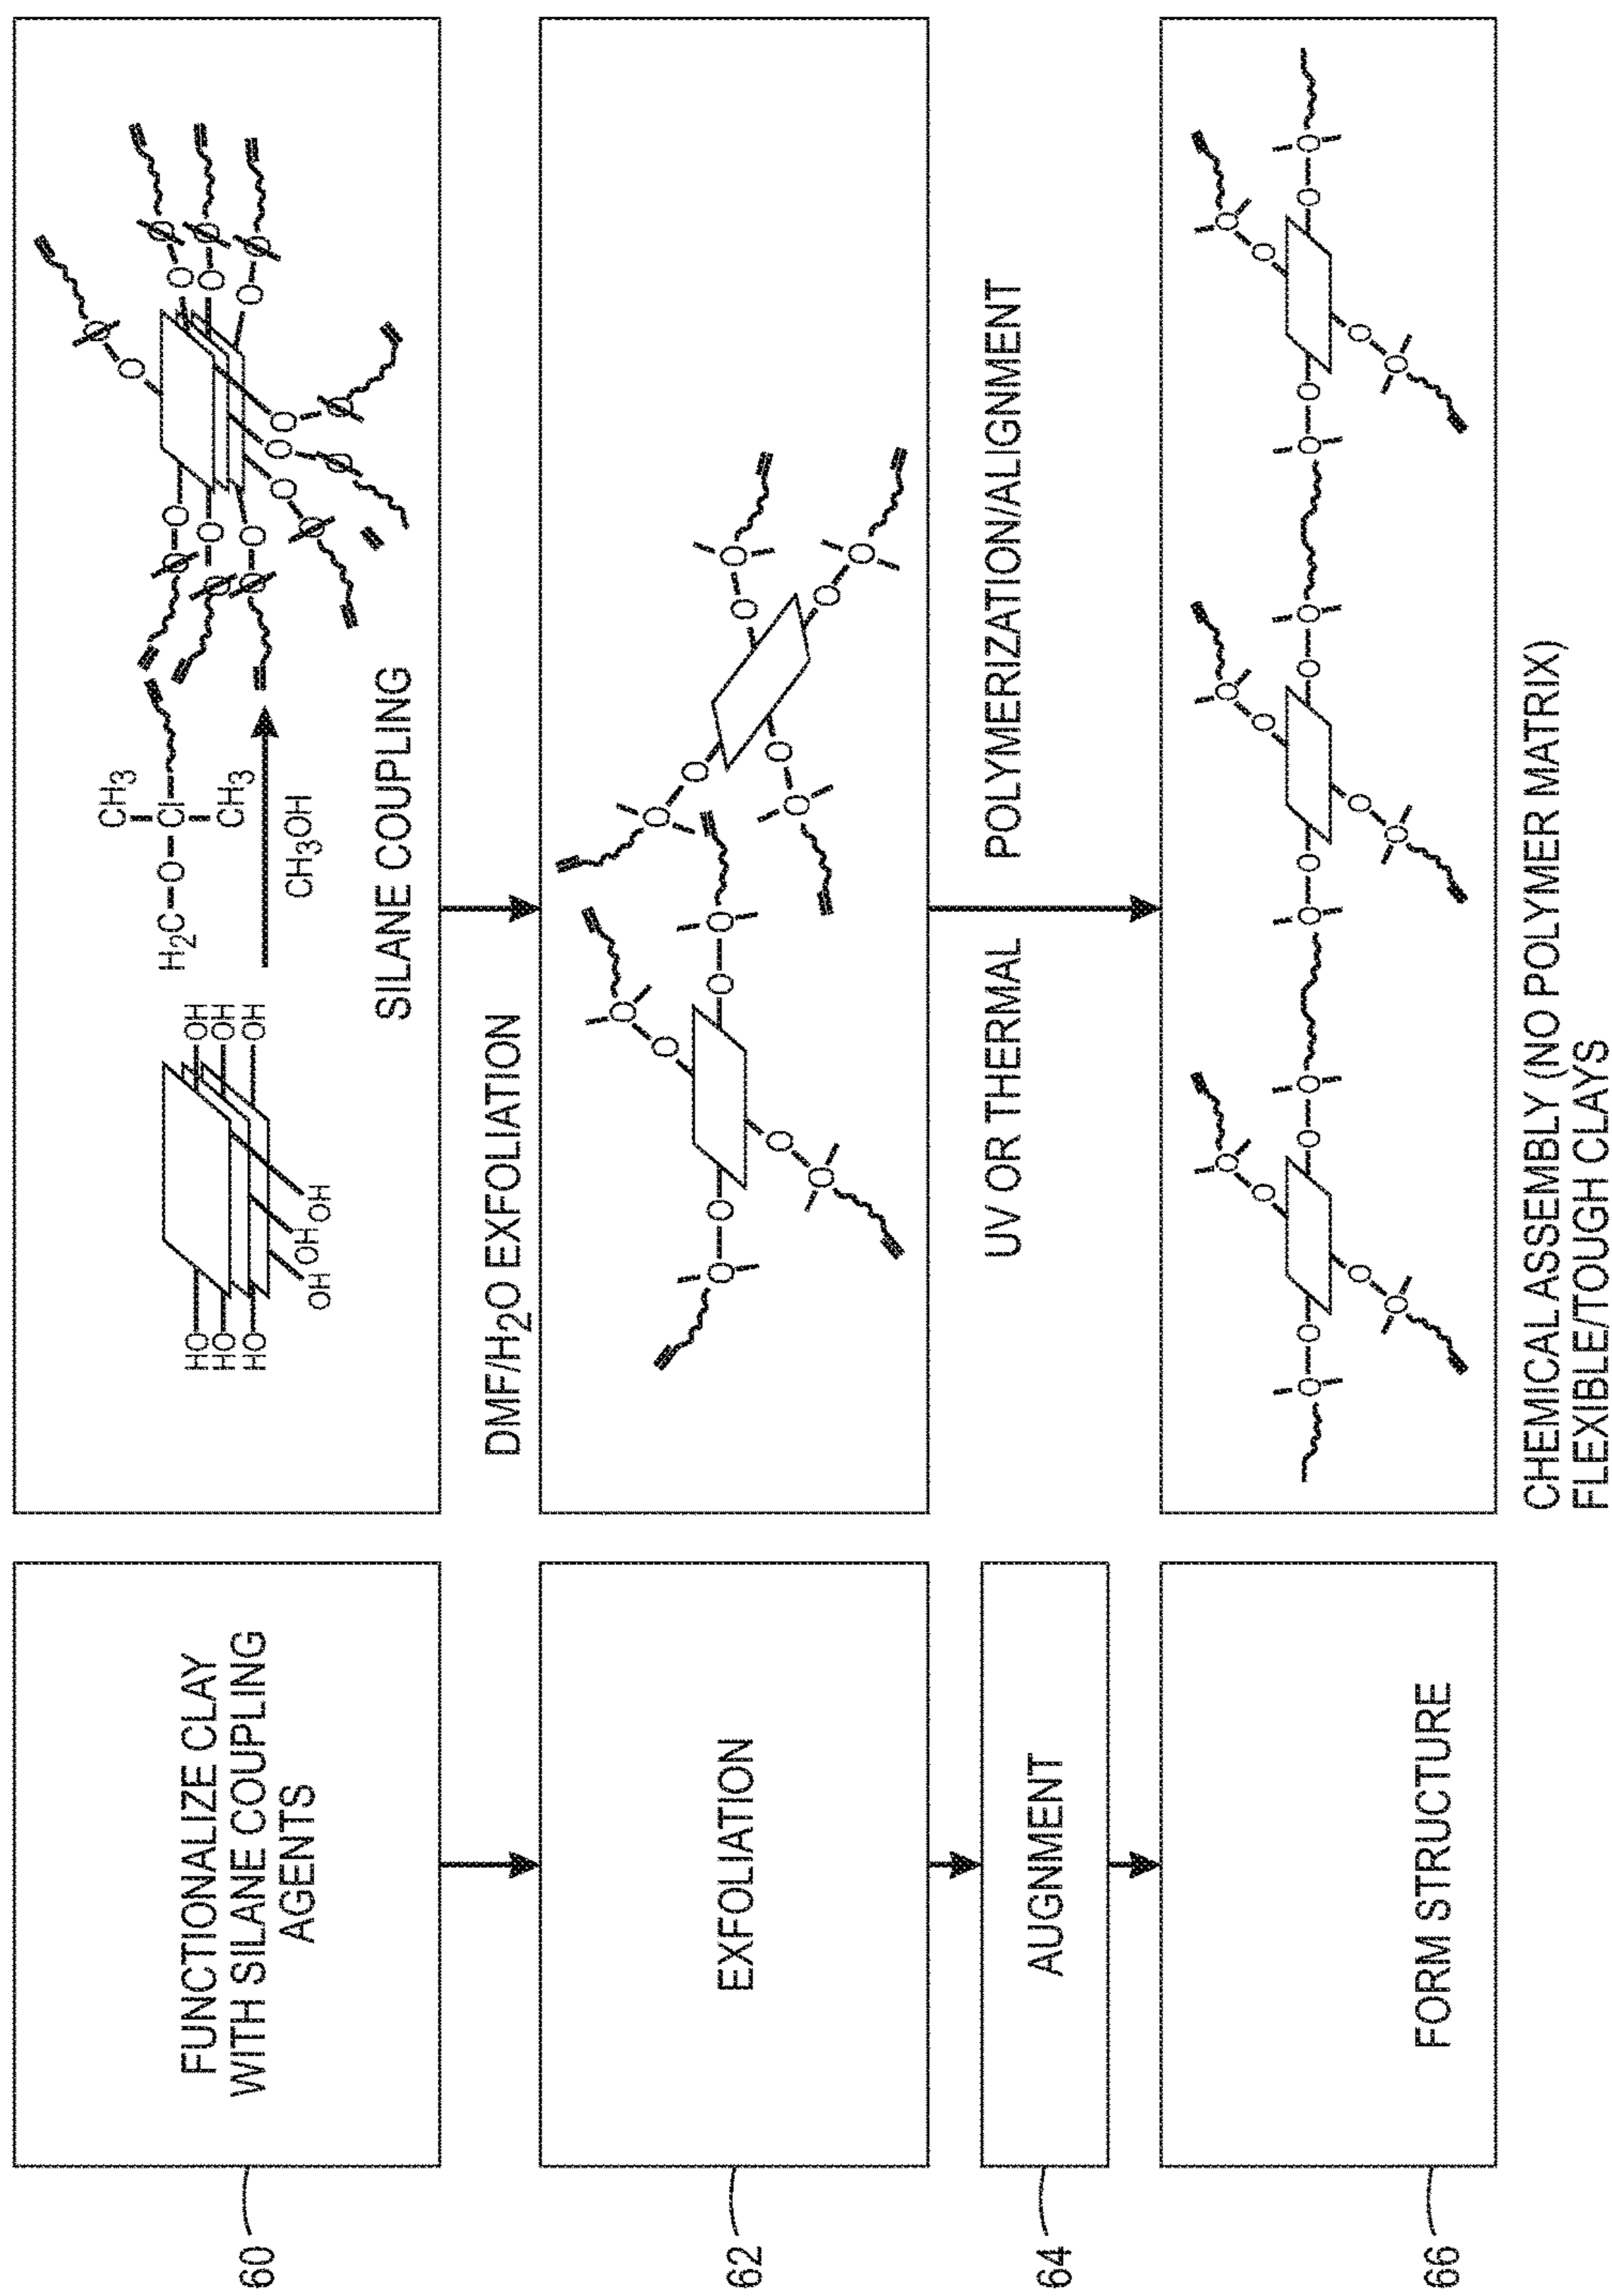 60
FUNCTIONALIZE CLAY
WITH SILANE COUPLING
AGENTS
HO
HO
HO
OH
OH
OH
OH
OH
OH
CH3
H2C–O–Cl
CH3
CH3OH
SILANE COUPLING
DMF/H2O EXFOLIATION
62
EXFOLIATION
64
AUGNMENT
UV OR THERMAL
POLYMERIZATION/ALIGNMENT
66
FORM STRUCTURE
CHEMICAL ASSEMBLY (NO POLYMER MATRIX)
FLEXIBLE/TOUGH CLAYS